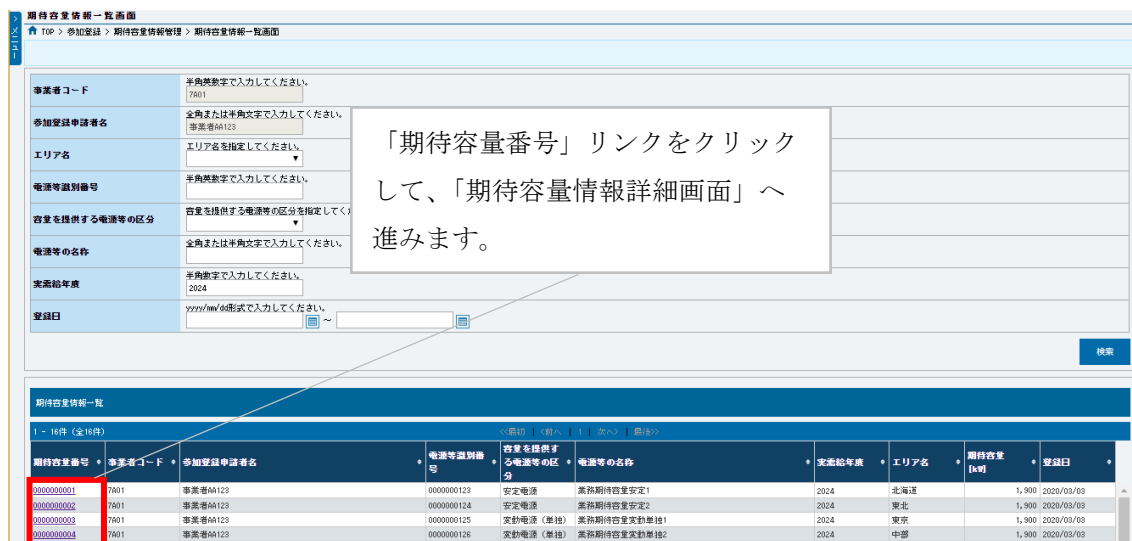 期待容量情報一覧画面
> メニュー
TOP > 参加登録 > 期待容量情報管理 > 期待容量情報一覧画面
事業者コード
半角英数字で入力してください。
7A01
参加登録申請者名
全角または半角文字で入力してください。
事業者AA123
エリア名
エリア名を指定してください。
電源等識別番号
半角英数字で入力してください。
容量を提供する電源等の区分
容量を提供する電源等の区分を指定してく
電源等の名称
全角または半角文字で入力してください。
実需給年度
半角数字で入力してください。
2024
登録日
yyyy/mm/dd形式で入力してください。
～
「期待容量番号」リンクをクリック
して、「期待容量情報詳細画面」へ
進みます。
検索
期待容量情報一覧
1 - 16件 (全16件)
<<最初 | <前へ | 1 | 次へ> | 最後>>
期待容量番号 事業者コード 参加登録申請者名 電源等識別番号 容量を提供する電源等の区分 電源等の名称 実需給年度 エリア名 期待容量[kW] 登録日
0000000001 7A01 事業者AA123 0000000123 安定電源 業務期待容量安定1 2024 北海道 1,900 2020/03/03
0000000002 7A01 事業者AA123 0000000124 安定電源 業務期待容量安定2 2024 東北 1,900 2020/03/03
0000000003 7A01 事業者AA123 0000000125 変動電源（単独） 業務期待容量変動単独1 2024 東京 1,900 2020/03/03
0000000004 7A01 事業者AA123 0000000126 変動電源（単独） 業務期待容量変動単独2 2024 中部 1,900 2020/03/03